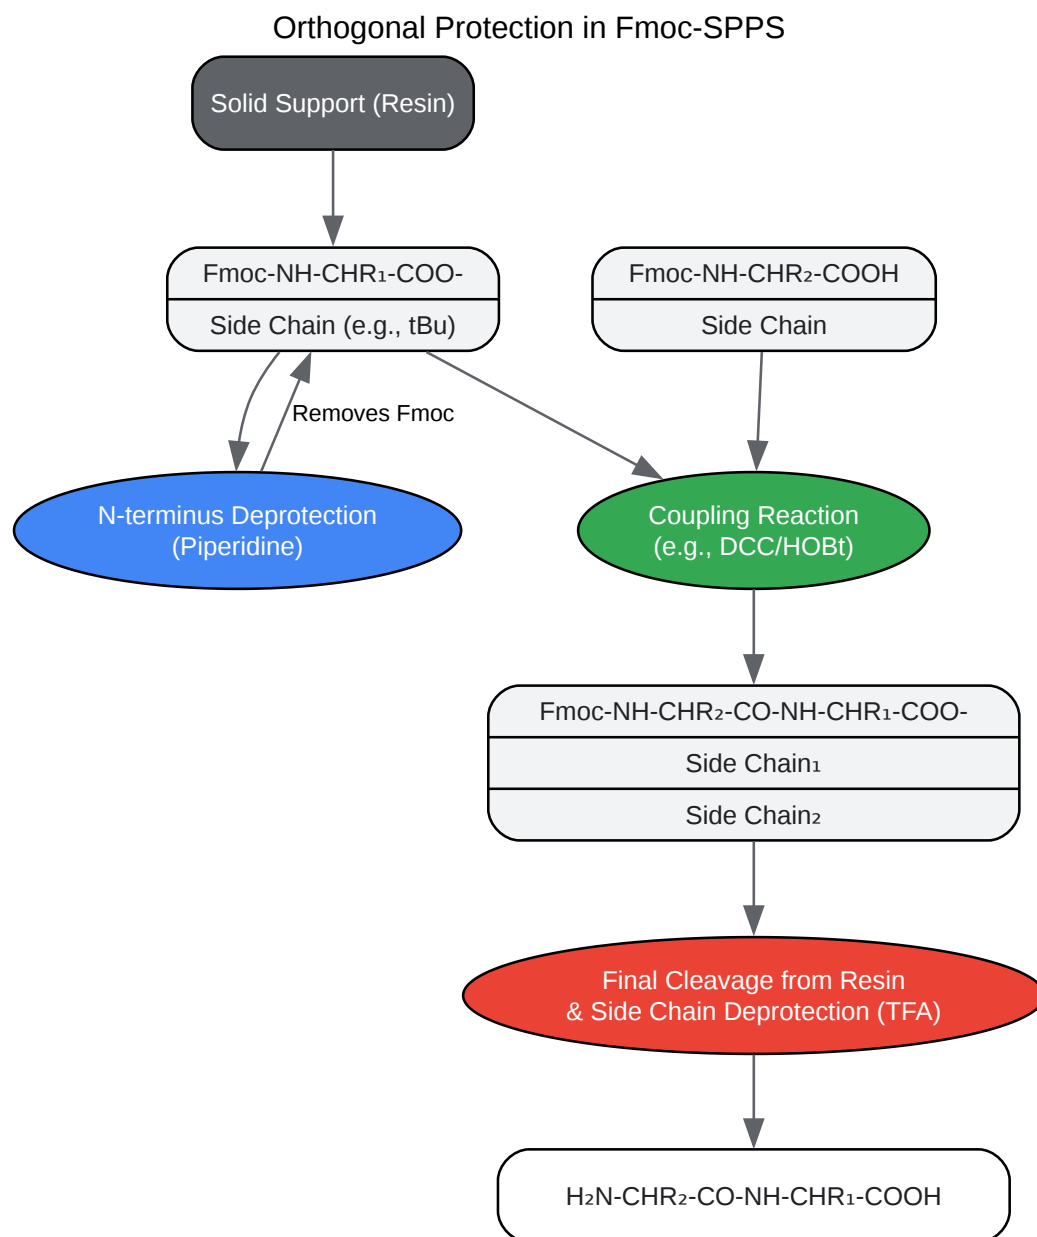 Orthogonal Protection in Fmoc-SPPS
Solid Support (Resin)
Fmoc-NH-CHR₁-COO-
Side Chain (e.g., tBu)
Fmoc-NH-CHR₂-COOH
Side Chain
Removes Fmoc
N-terminus Deprotection
(Piperidine)
Coupling Reaction
(e.g., DCC/HOBt)
Fmoc-NH-CHR₂-CO-NH-CHR₁-COO-
Side Chain₁
Side Chain₂
Final Cleavage from Resin
& Side Chain Deprotection (TFA)
H₂N-CHR₂-CO-NH-CHR₁-COOH